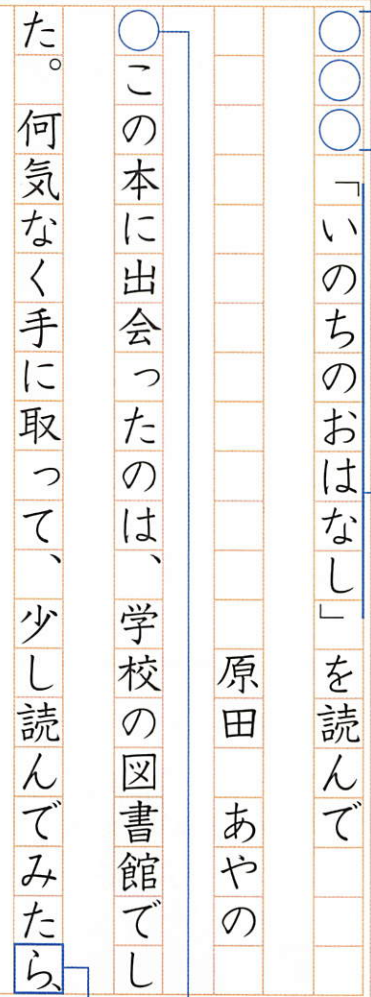 ○○○「いのちのおはなし」を読んで
原田　あやの
○この本に出会ったのは、学校の図書館でし
た。何気なく手に取って、少し読んでみたら、